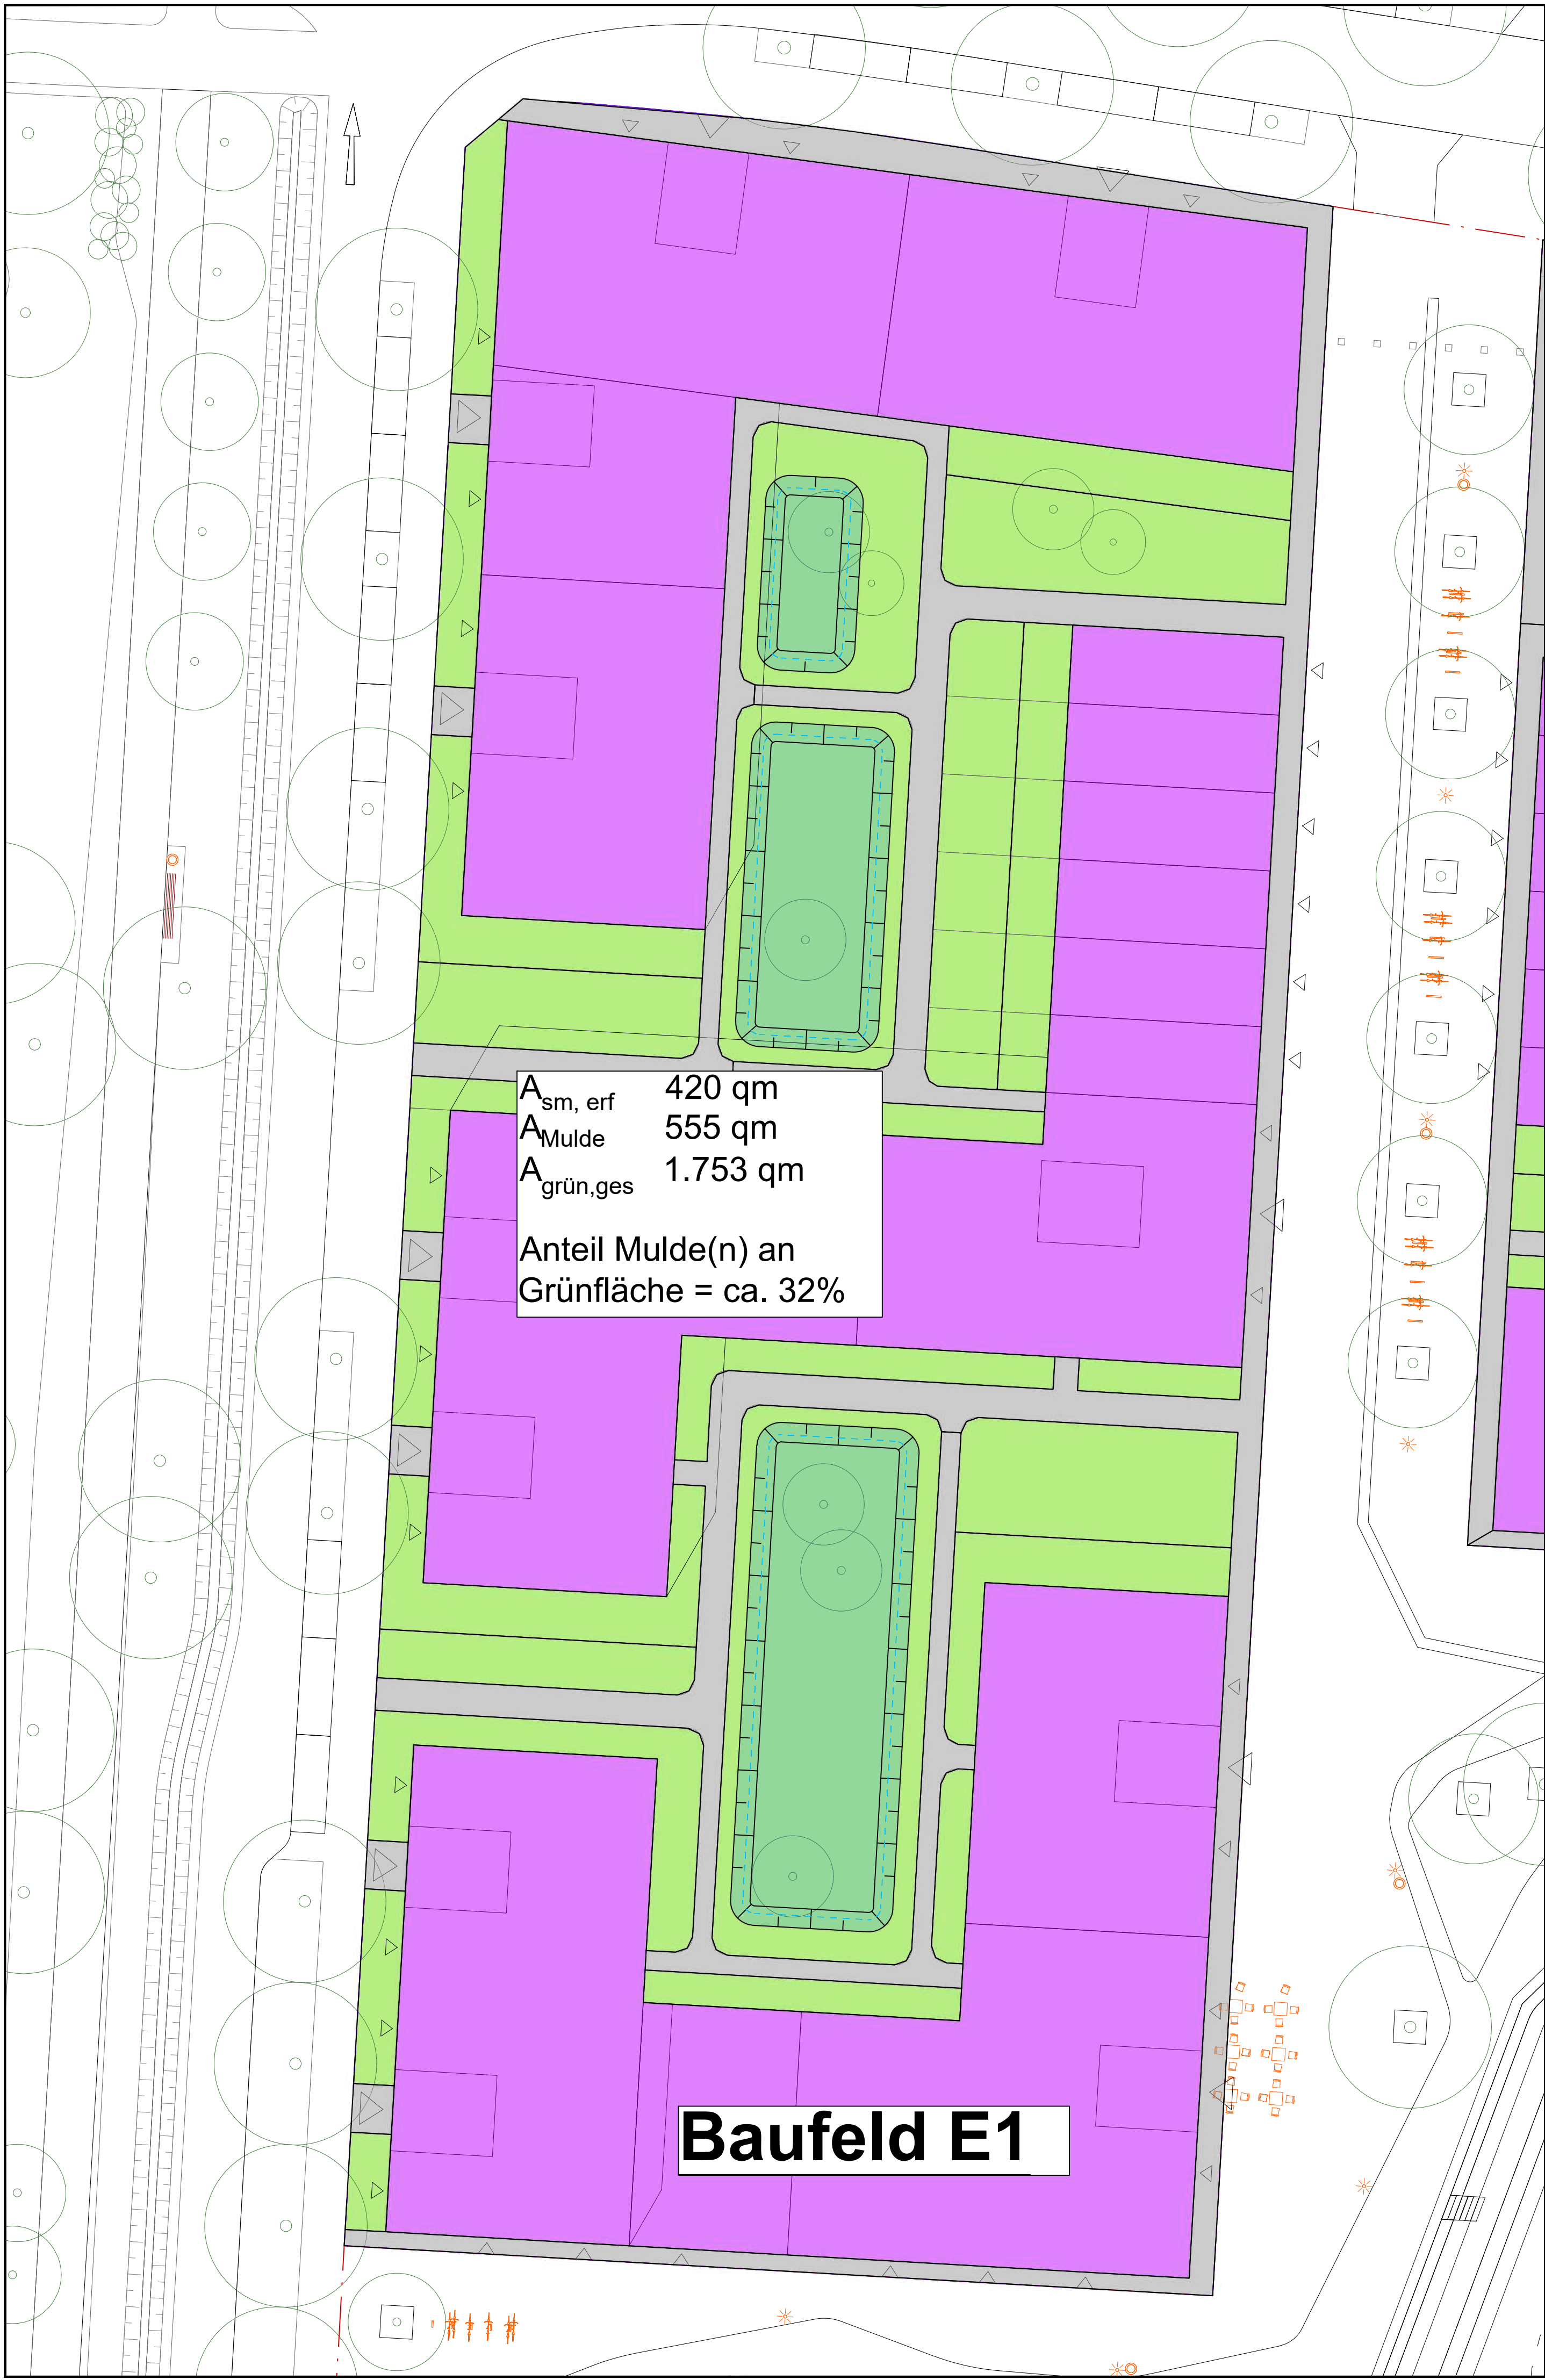 Asm, erf 420 qm
AMulde 555 qm
Agrün,ges 1.753 qm
Anteil Mulde(n) an
Grünfläche = ca. 32%
Baufeld E1